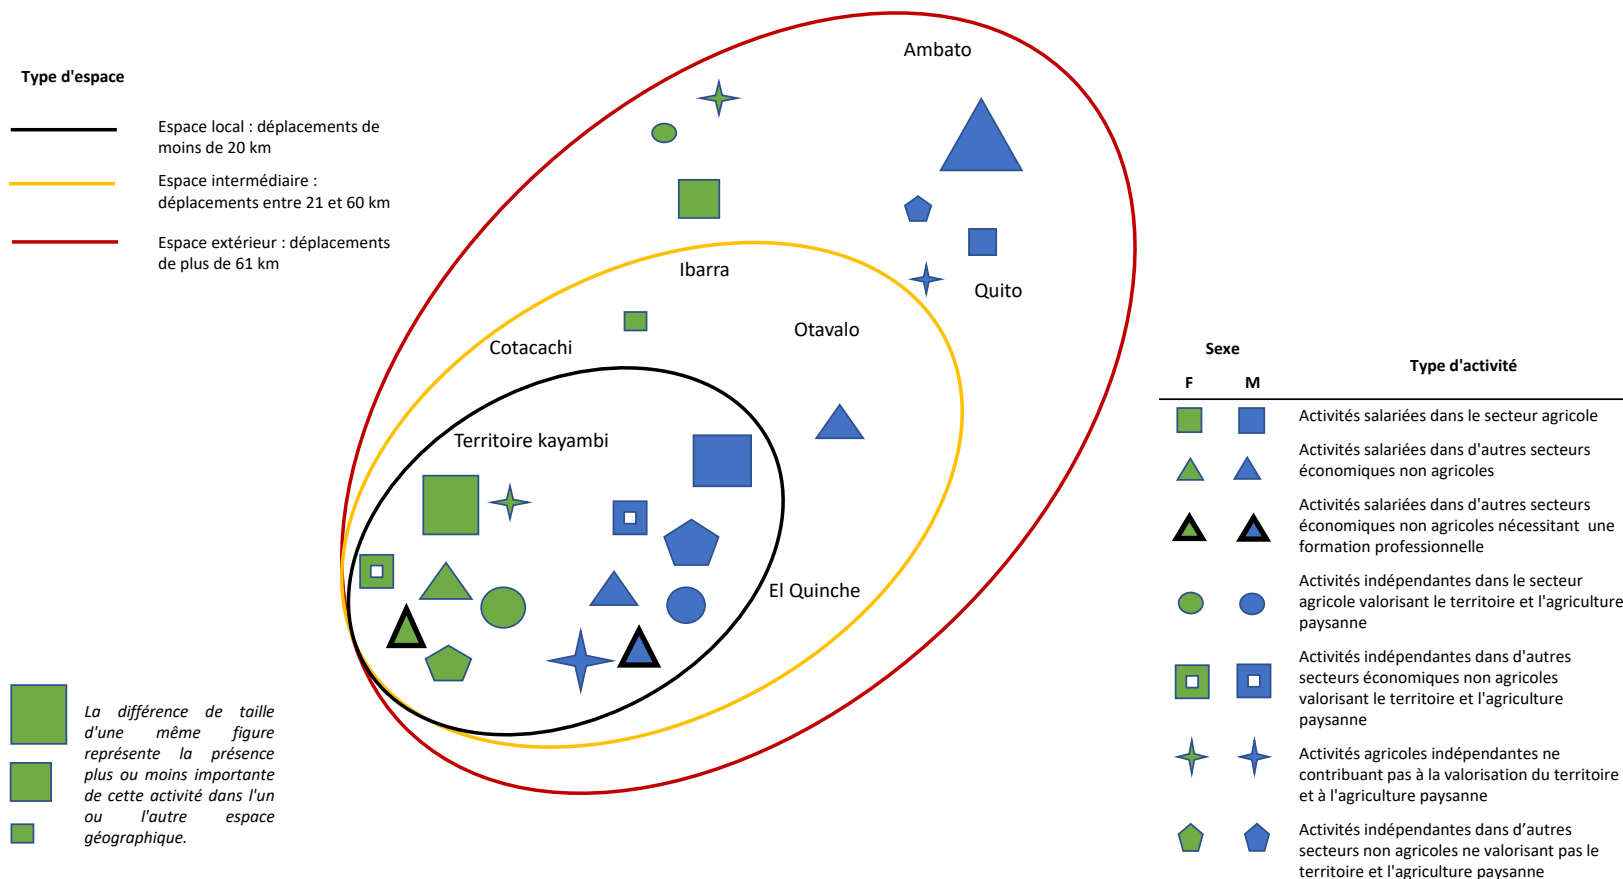 Type d'espace
Espace local : déplacements de
moins de 20 km
Espace intermédiaire :
déplacements entre 21 et 60 km
Espace extérieur : déplacements
de plus de 61 km
Ambato
Ibarra
Quito
Otavalo
Cotacachi
Territoire kayambi
El Quinche
La différence de taille
d'une même figure
représente la présence
plus ou moins importante
de cette activité dans l'un
ou l'autre espace
géographique.
Sexe
Type d'activité
F M
Activités salariées dans le secteur agricole
Activités salariées dans d'autres secteurs
économiques non agricoles
Activités salariées dans d'autres secteurs
économiques non agricoles nécessitant une
formation professionnelle
Activités indépendantes dans le secteur
agricole valorisant le territoire et l'agriculture
paysanne
Activités indépendantes dans d'autres
secteurs économiques non agricoles
valorisant le territoire et l'agriculture
paysanne
Activités agricoles indépendantes ne
contribuant pas à la valorisation du territoire
et à l'agriculture paysanne
Activités indépendantes dans d’autres
secteurs non agricoles ne valorisant pas le
territoire et l'agriculture paysanne